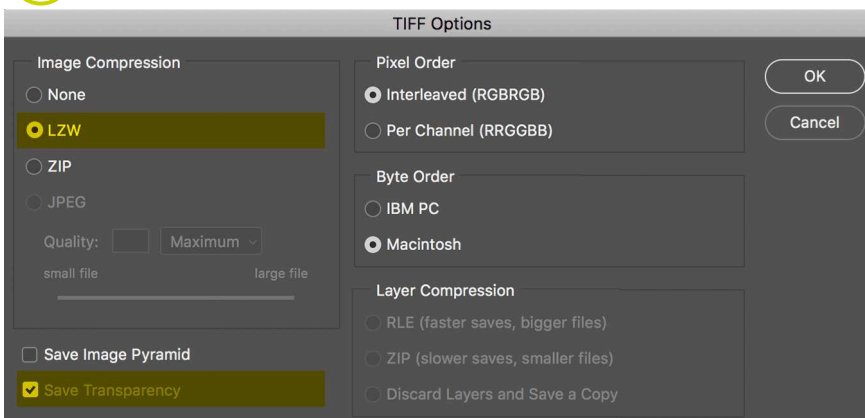 TIFF Options
Image Compression
None
LZW
ZIP
JPEG
Quality: Maximum
small file large file
Save Image Pyramid
Save Transparency
Pixel Order
Interleaved (RGBRGB)
Per Channel (RRGGBB)
Byte Order
IBM PC
Macintosh
Layer Compression
RLE (faster saves, bigger files)
ZIP (slower saves, smaller files)
Discard Layers and Save a Copy
OK
Cancel